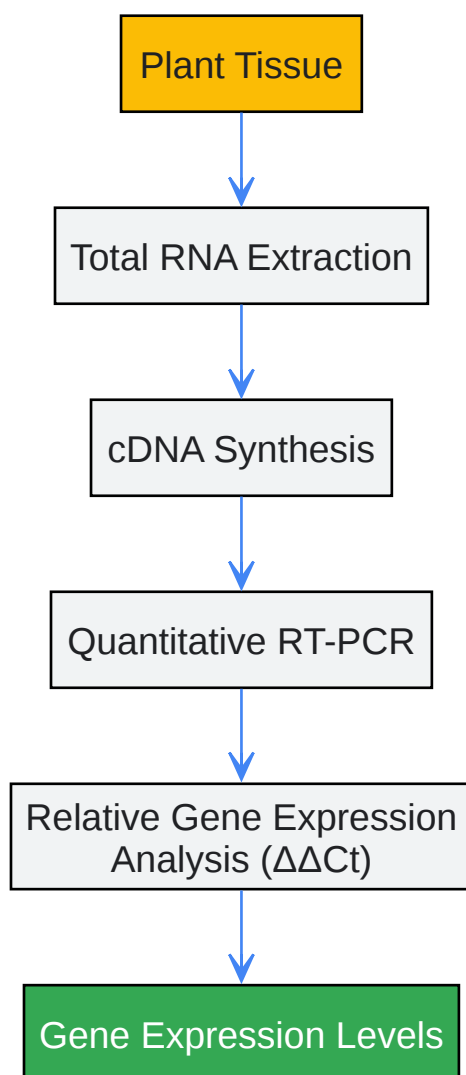 Plant Tissue
Total RNA Extraction
cDNA Synthesis
Quantitative RT-PCR
Relative Gene Expression
Analysis (ΔΔCt)
Gene Expression Levels